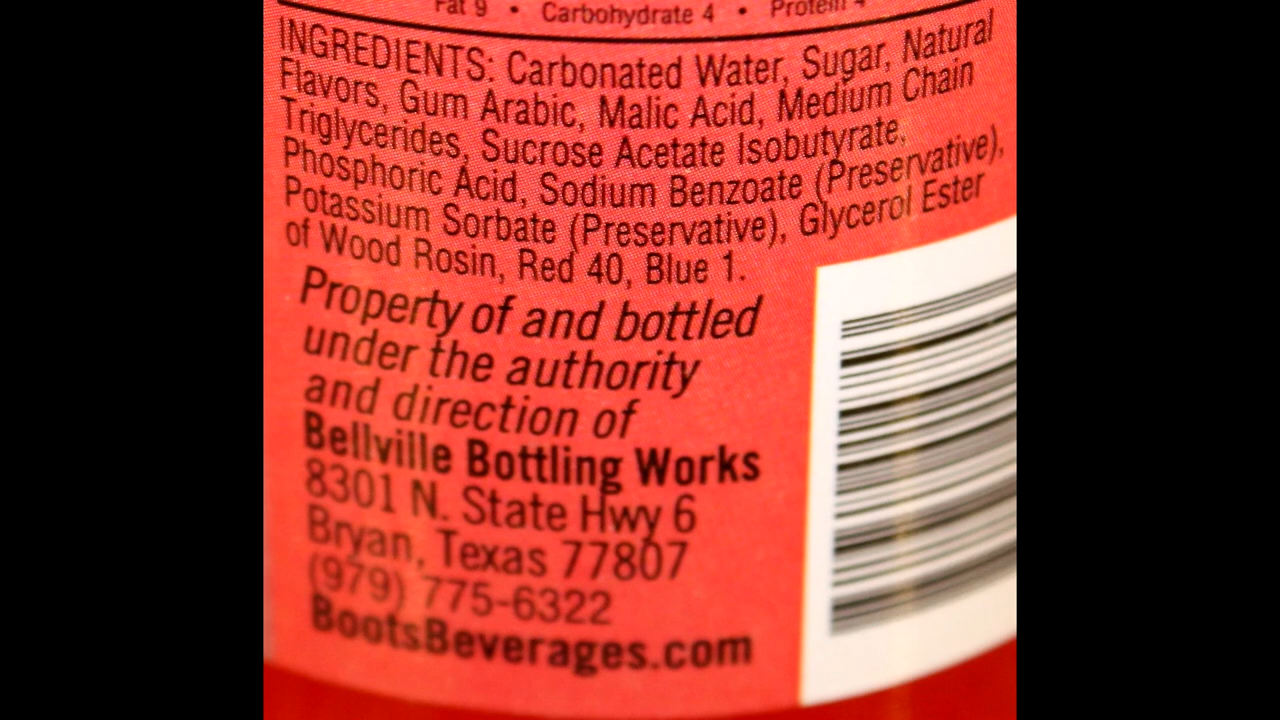 Fat 9 • Carbohydrate 4 • Protein 4
INGREDIENTS: Carbonated Water, Sugar, Natural
Flavors, Gum Arabic, Malic Acid, Medium Chain
Triglycerides, Sucrose Acetate Isobutyrate,
Phosphoric Acid, Sodium Benzoate (Preservative),
Potassium Sorbate (Preservative), Glycerol Ester
of Wood Rosin, Red 40, Blue 1.
Property of and bottled
under the authority
and direction of
Bellville Bottling Works
8301 N. State Hwy 6
Bryan, Texas 77807
(979) 775-6322
BootsBeverages.com